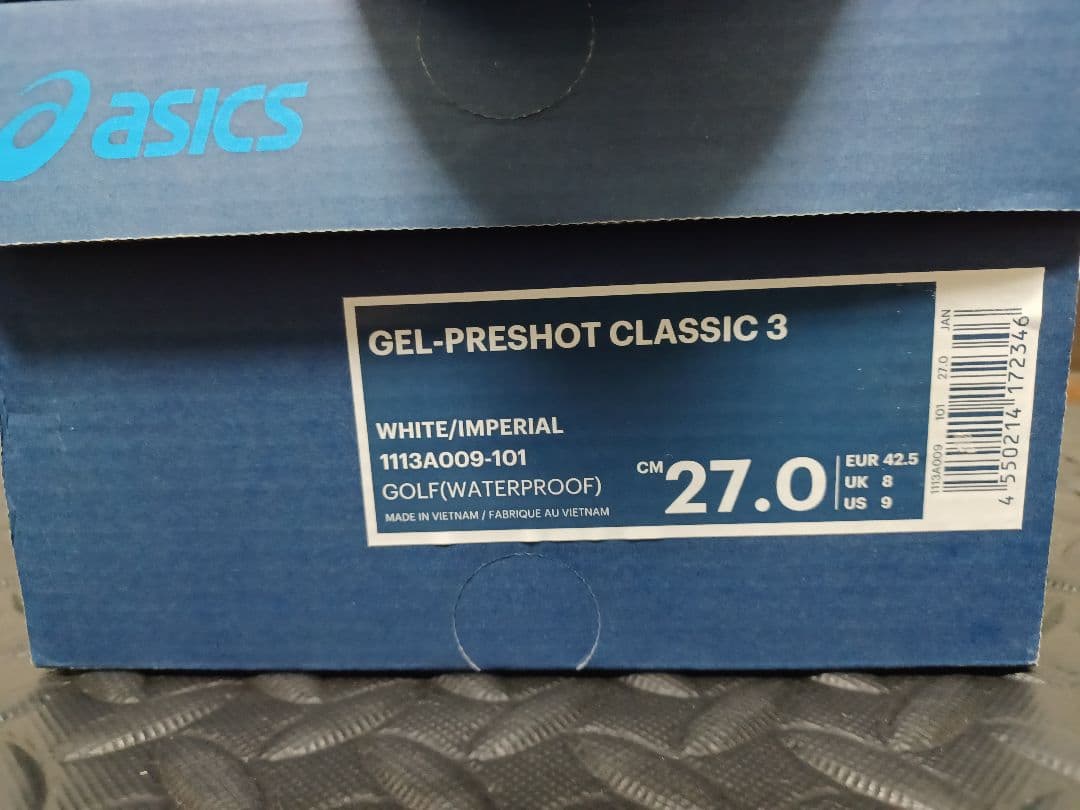 asics
GEL-PRESHOT CLASSIC 3
WHITE/IMPERIAL
1113A009-101
GOLF(WATERPROOF)
MADE IN VIETNAM / FABRIQUE AU VIETNAM
CM 27.0
EUR 42.5
UK 8
US 9
1113A009 101 27.0 JAN
4 550214 172346